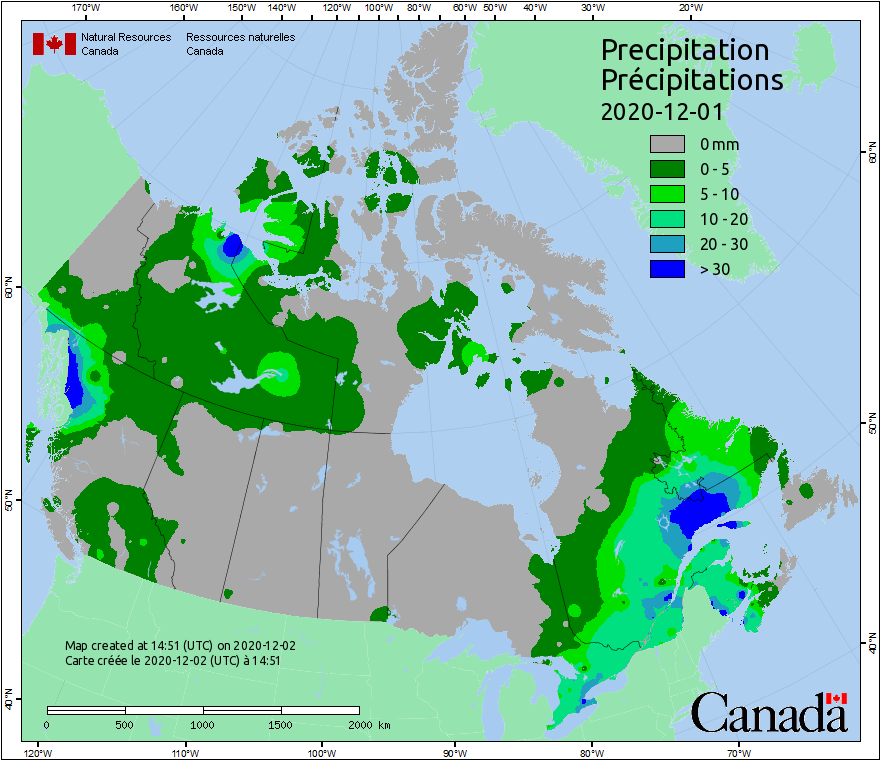 170°W 160°W 150°W 140°W 130°W 120°W 110°W 100°W 90°W 80°W 60°W 50°W 40°W 30°W 20°W
Natural Resources Ressources naturelles
Canada Canada
Precipitation
Précipitations
2020-12-01
0 mm
0 - 5
5 - 10
10 - 20
20 - 30
> 30
60°N
60°N
50°N
50°N
40°N
40°N
Map created at 14:51 (UTC) on 2020-12-02
Carte créée le 2020-12-02 (UTC) à 14:51
0 500 1000 1500 2000 km
Canada
120°W 110°W 100°W 90°W 80°W 70°W